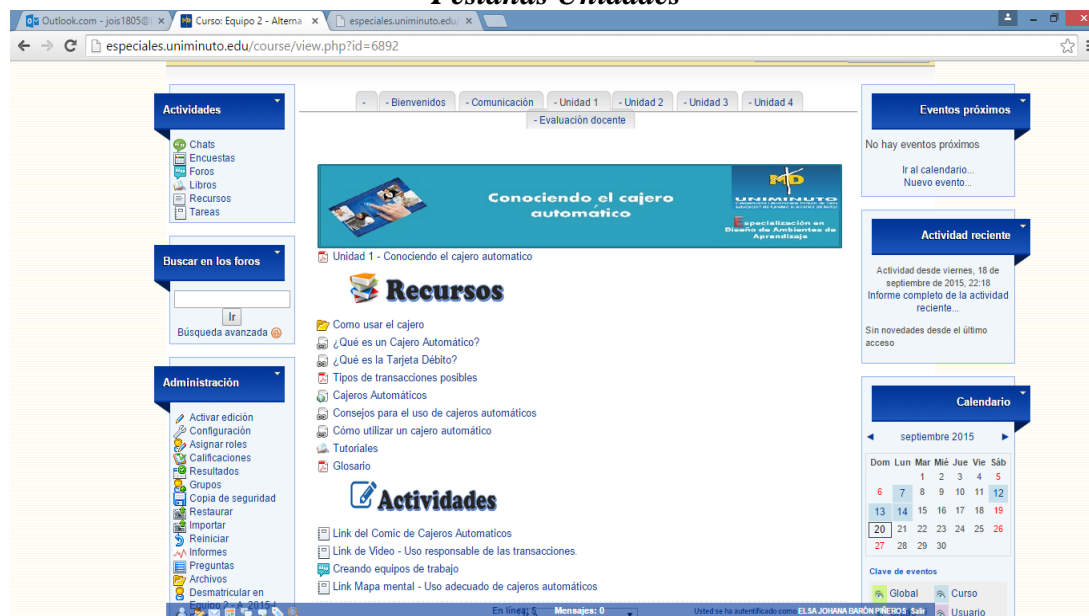 Pestañas Unidades
Outlook.com - jois1805@
Curso: Equipo 2 - Alterna
especiales.uniminuto.edu/
especiales.uniminuto.edu/course/view.php?id=6892
Actividades
Chats
Encuestas
Foros
Libros
Recursos
Tareas
Buscar en los foros
Ir
Búsqueda avanzada
Administración
Activar edición
Configuración
Asignar roles
Calificaciones
Resultados
Grupos
Copia de seguridad
Restaurar
Importar
Reiniciar
Informes
Preguntas
Archivos
Desmatricular en
Equipo 2 - A. 2015-I
-
- Bienvenidos
- Comunicación
- Unidad 1
- Unidad 2
- Unidad 3
- Unidad 4
- Evaluación docente
Conociendo el cajero
automático
UNIMINUTO
Especialización en
Diseño de Ambientes de
Aprendizaje
Unidad 1 - Conociendo el cajero automatico
Recursos
Como usar el cajero
¿Qué es un Cajero Automático?
¿Qué es la Tarjeta Débito?
Tipos de transacciones posibles
Cajeros Automáticos
Consejos para el uso de cajeros automáticos
Cómo utilizar un cajero automático
Tutoriales
Glosario
Actividades
Link del Comic de Cajeros Automaticos
Link de Video - Uso responsable de las transacciones.
Creando equipos de trabajo
Link Mapa mental - Uso adecuado de cajeros automáticos
Eventos próximos
No hay eventos próximos
Ir al calendario...
Nuevo evento...
Actividad reciente
Actividad desde viernes, 18 de
septiembre de 2015, 22:18
Informe completo de la actividad
reciente...
Sin novedades desde el último
acceso
Calendario
septiembre 2015
Dom Lun Mar Mié Jue Vie Sáb
1 2 3 4 5
6 7 8 9 10 11 12
13 14 15 16 17 18 19
20 21 22 23 24 25 26
27 28 29 30
Clave de eventos
Global
Curso
Usuario
En línea: 5
Mensajes: 0
Usted se ha autentificado como ELSA JOHANA BARÓN PIÑEROS Salir